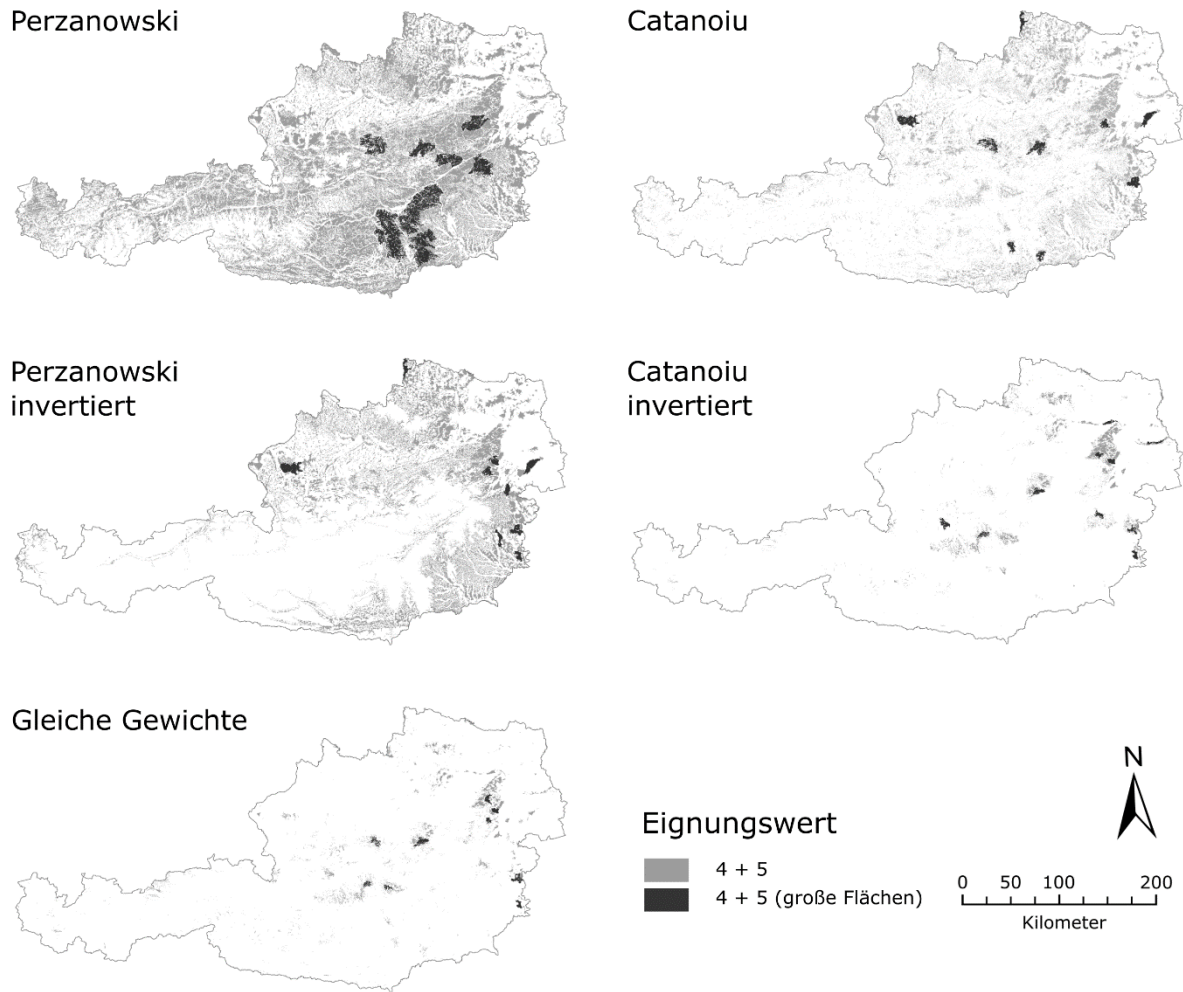 Perzanowski
Catanoiu
Perzanowski
invertiert
Catanoiu
invertiert
Gleiche Gewichte
N
Eignungswert
4 + 5
4 + 5 (große Flächen)
0 50 100 200
Kilometer